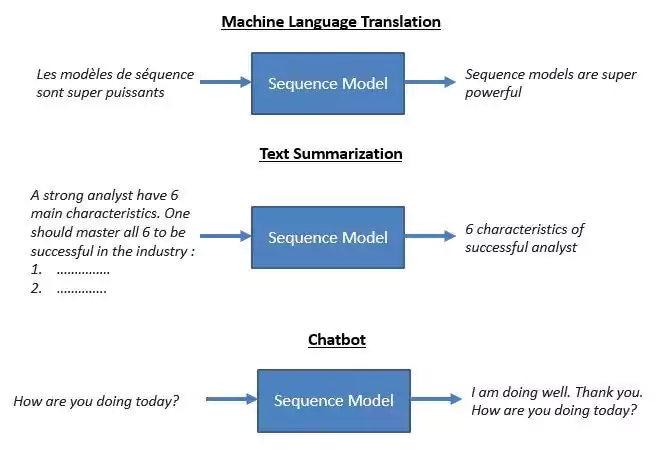 Machine Language Translation
Les modèles de séquence
sont super puissants
Sequence Model
Sequence models are super
powerful
Text Summarization
A strong analyst have 6
main characteristics. One
should master all 6 to be
successful in the industry :
1. ...............
2. ..............
Sequence Model
6 characteristics of
successful analyst
Chatbot
How are you doing today?
Sequence Model
I am doing well. Thank you.
How are you doing today?